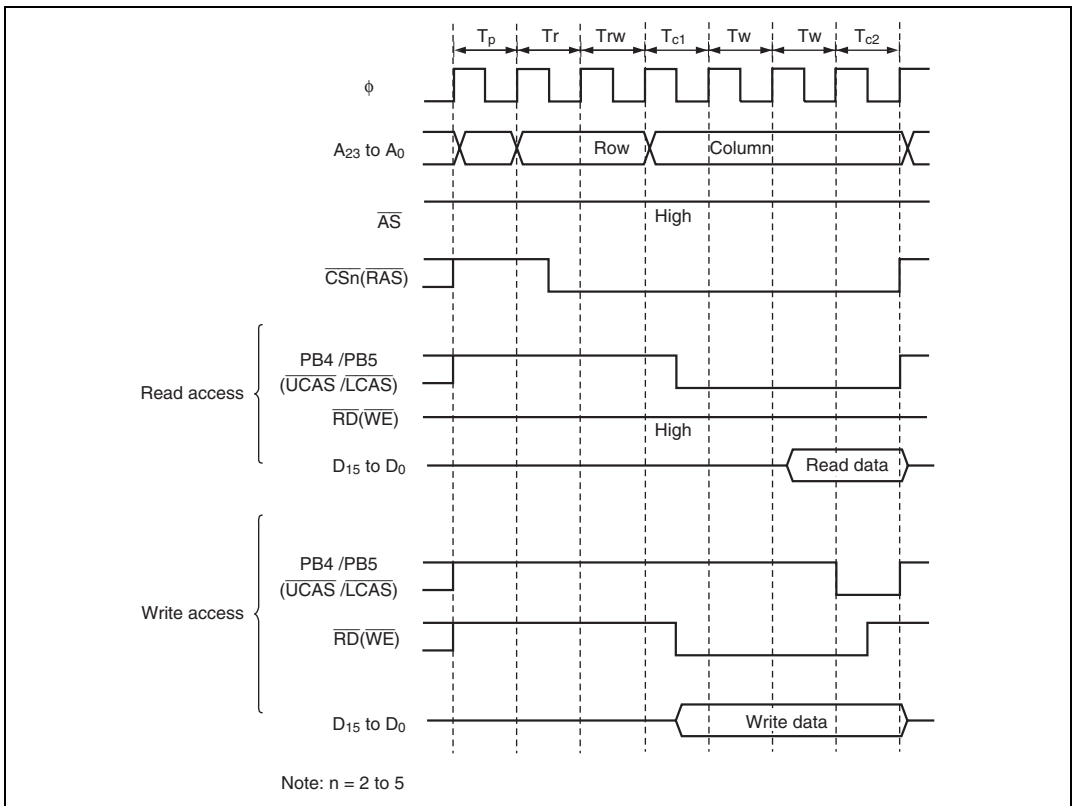 Tp Tr Trw Tc1 Tw Tw Tc2
ϕ
A23 to A0 Row Column
AS High
CSn(RAS)
Read access
PB4 /PB5
(UCAS /LCAS)
RD(WE) High
D15 to D0 Read data
Write access
PB4 /PB5
(UCAS /LCAS)
RD(WE)
D15 to D0 Write data
Note: n = 2 to 5